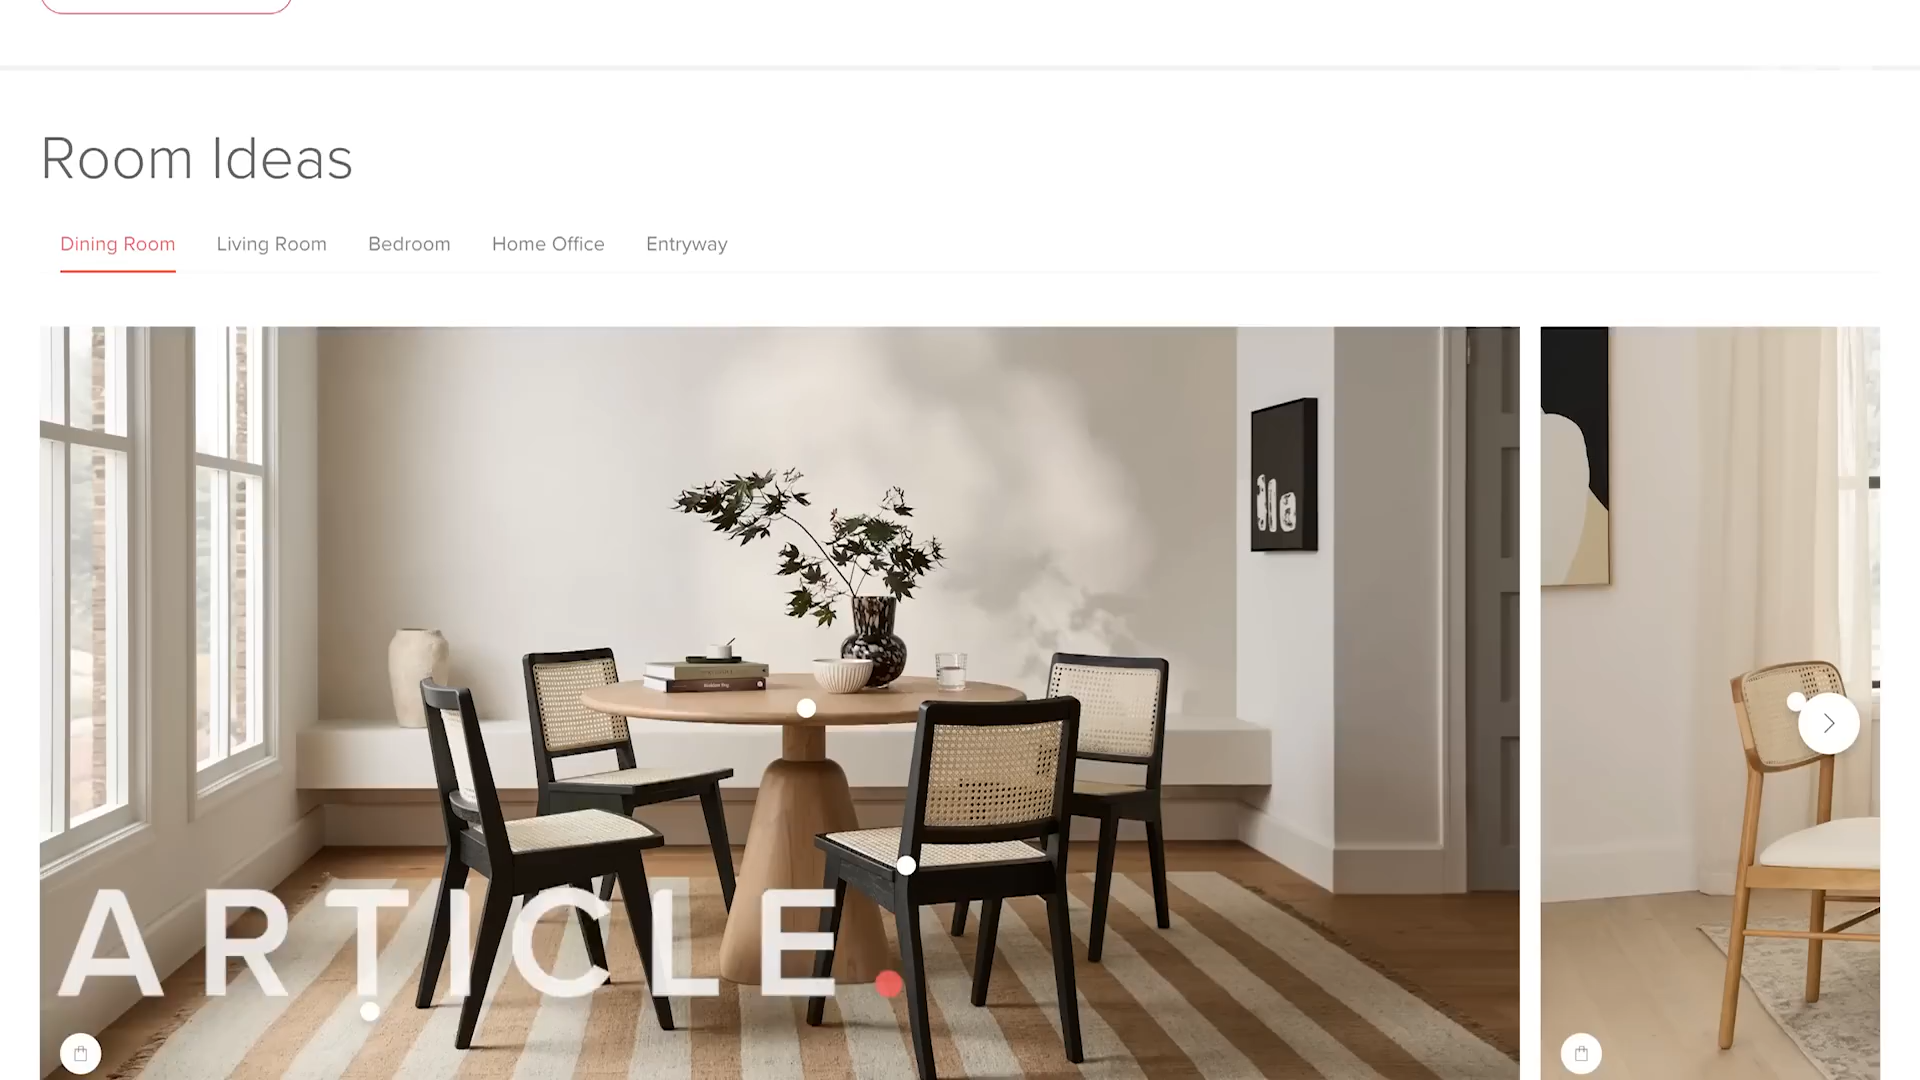 Room Ideas
Dining Room Living Room Bedroom Home Office Entryway
ARTICLE.